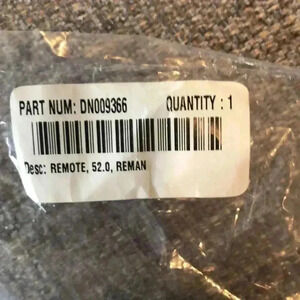 PART NUM: DN009366 QUANTITY : 1
Desc: REMOTE, 52.0, REMAN